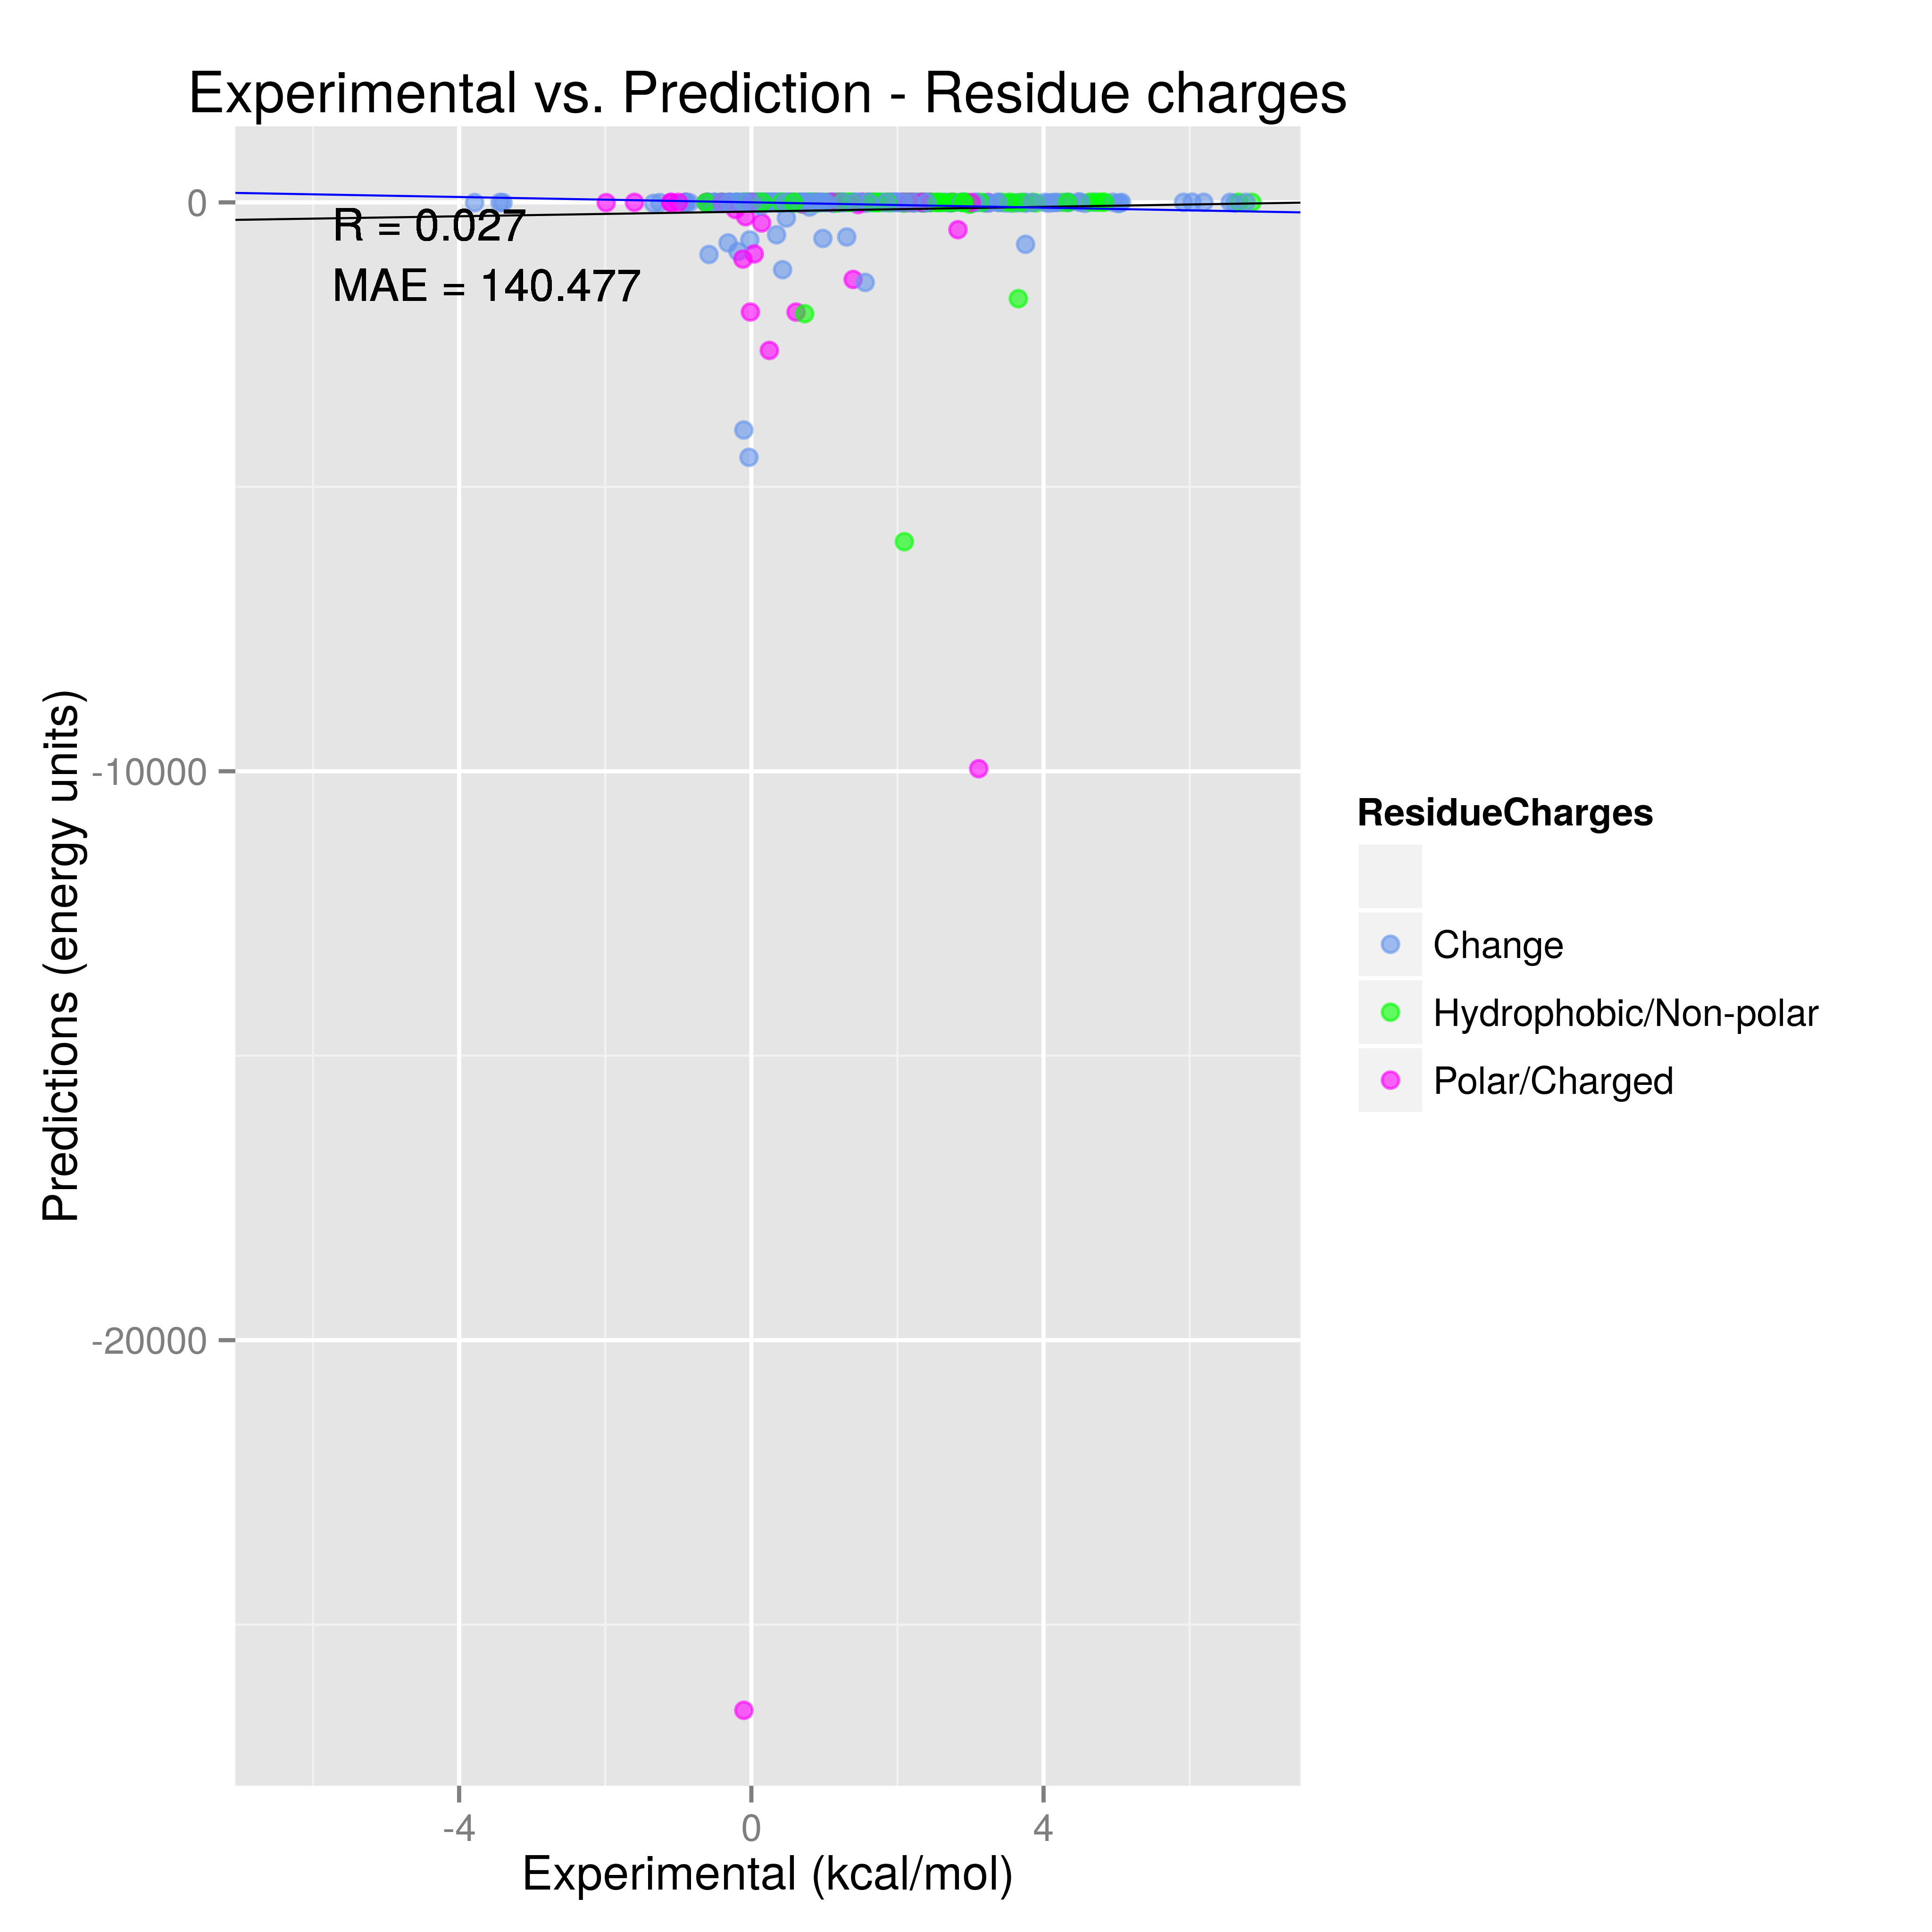 Experimental vs. Prediction - Residue charges
0
R = 0.027
MAE = 140.477
-10000
-20000
Predictions (energy units)
-4 0 4
Experimental (kcal/mol)
ResidueCharges
Change
Hydrophobic/Non-polar
Polar/Charged